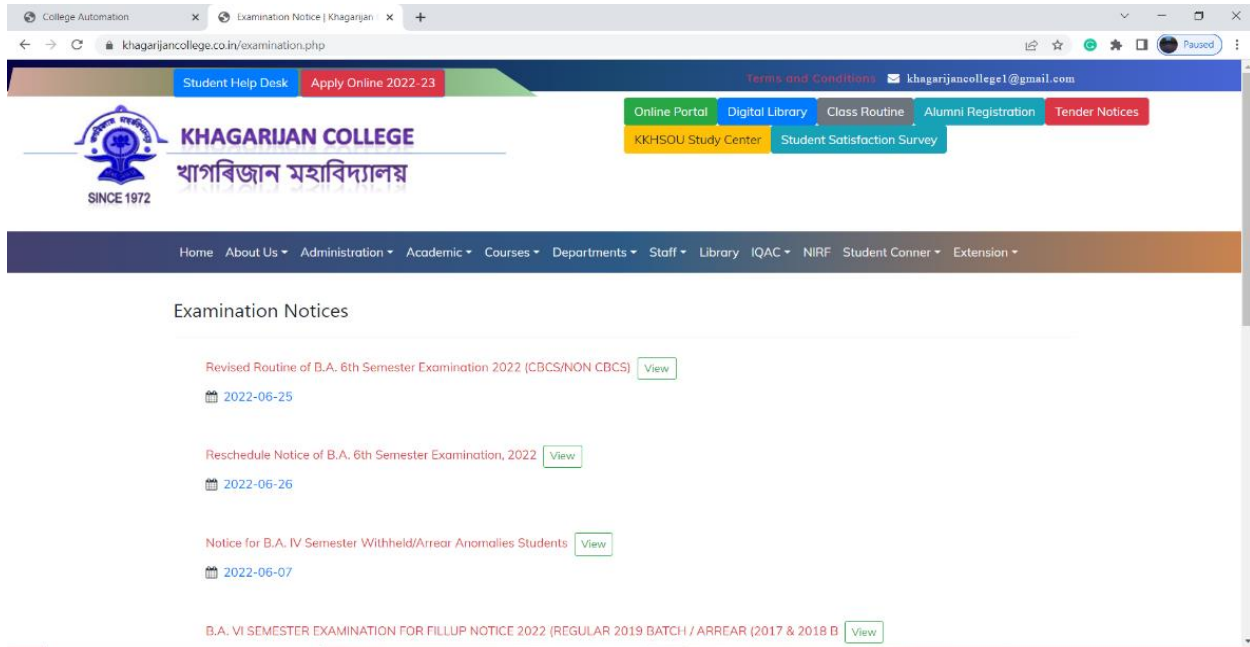 College Automation
Examination Notice | Khagarijan
khagarijancollege.co.in/examination.php
Paused
Student Help Desk Apply Online 2022-23
Terms and Conditions khagarijancollege1@gmail.com
Online Portal Digital Library Class Routine Alumni Registration Tender Notices
KKHSOU Study Center Student Satisfaction Survey
KHAGARIJAN COLLEGE
খাগৰিজান মহাবিদ্যালয়
SINCE 1972
Home About Us Administration Academic Courses Departments Staff Library IQAC NIRF Student Conner Extension
Examination Notices
Revised Routine of B.A. 6th Semester Examination 2022 (CBCS/NON CBCS) View
2022-06-25
Reschedule Notice of B.A. 6th Semester Examination, 2022 View
2022-06-26
Notice for B.A. IV Semester Withheld/Arrear Anomalies Students View
2022-06-07
B.A. VI SEMESTER EXAMINATION FOR FILLUP NOTICE 2022 (REGULAR 2019 BATCH / ARREAR (2017 & 2018 B View